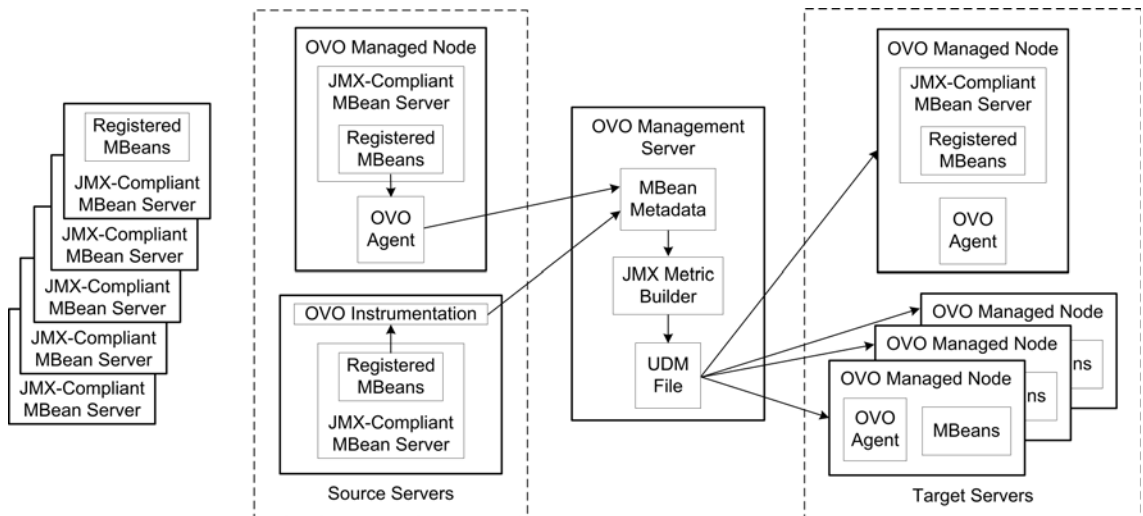 Registered
MBeans
JMX-Compliant
MBean Server
JMX-Compliant
MBean Server
JMX-Compliant
MBean Server
JMX-Compliant
MBean Server
JMX-Compliant
MBean Server
OVO Managed Node
JMX-Compliant
MBean Server
Registered
MBeans
OVO
Agent
OVO Instrumentation
Registered
MBeans
JMX-Compliant
MBean Server
Source Servers
OVO Management
Server
MBean
Metadata
JMX Metric
Builder
UDM
File
OVO Managed Node
JMX-Compliant
MBean Server
Registered
MBeans
OVO
Agent
OVO Managed Node
ns
OVO Managed Node
ns
OVO Managed Node
OVO
Agent
MBeans
Target Servers